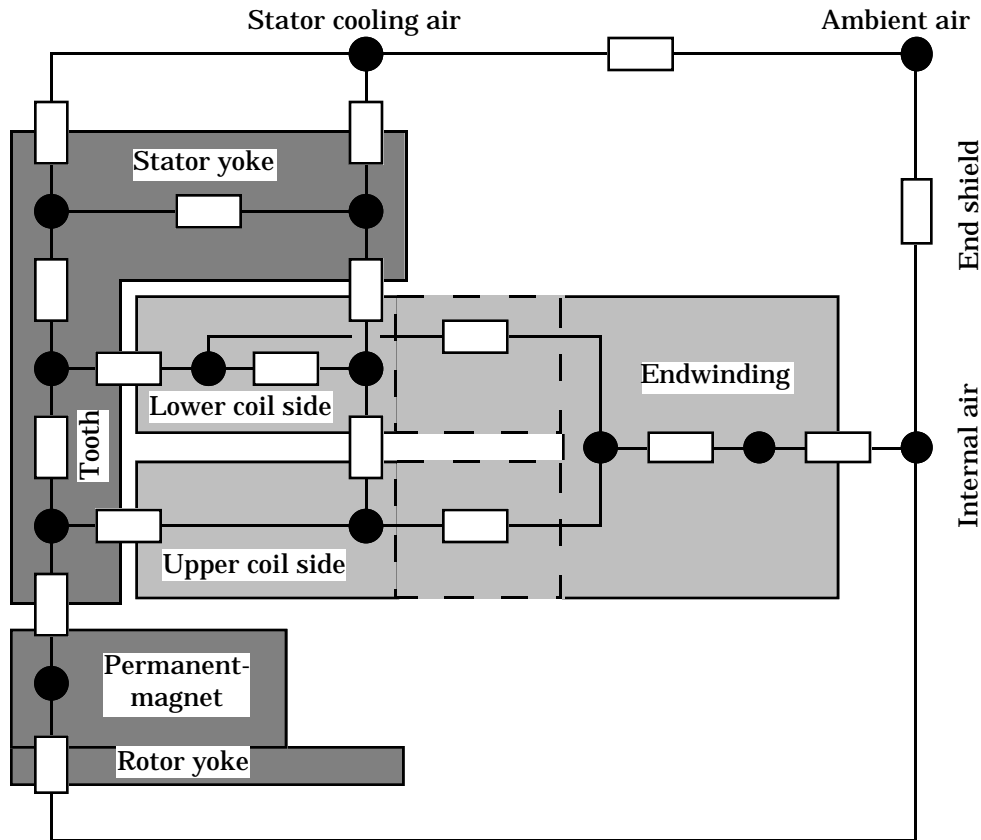 Stator cooling air
Ambient air
Stator yoke
End shield
Endwinding
Lower coil side
Tooth
Internal air
Upper coil side
Permanent-
magnet
Rotor yoke